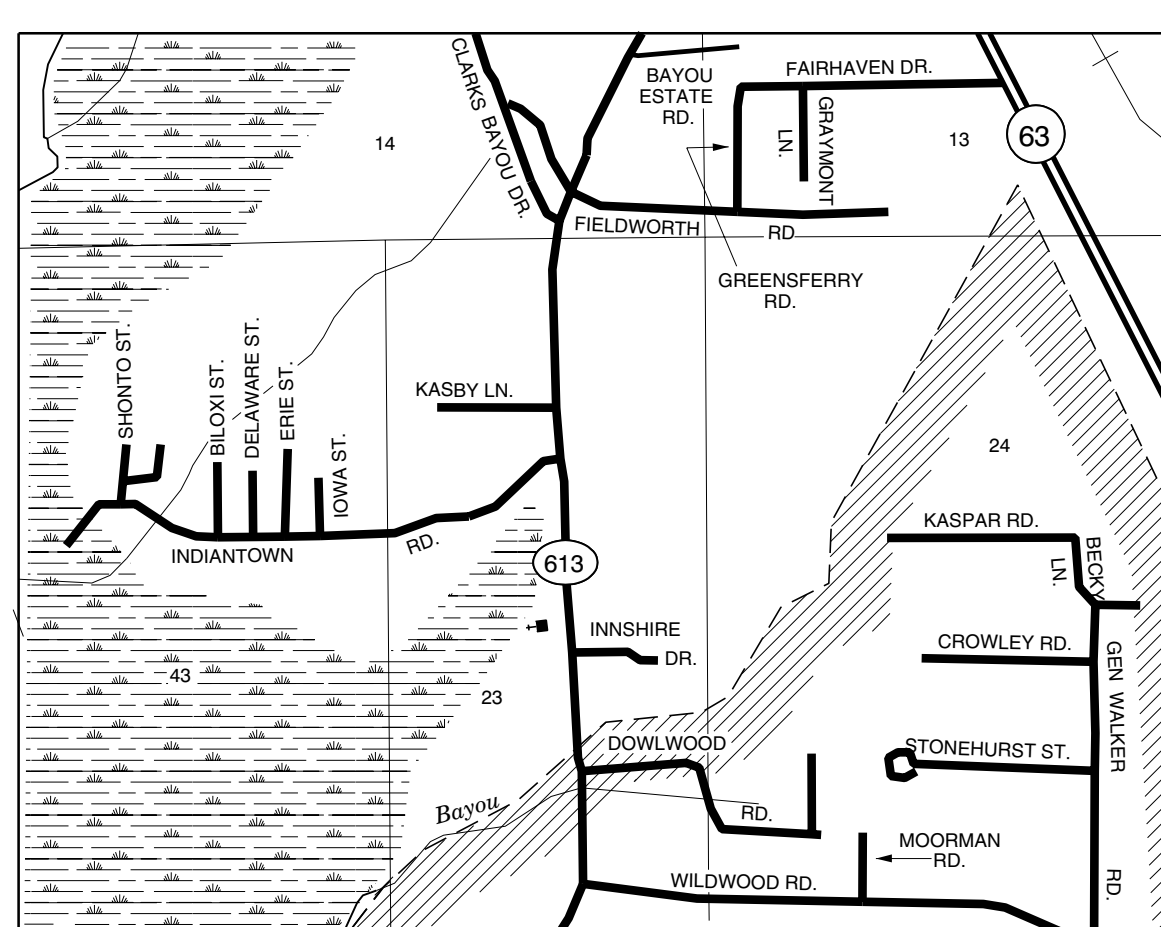 CLARKS BAYOU DR.
BAYOU
ESTATE
RD.
FAIRHAVEN DR.
GRAYMONT
LN.
63
13
14
FIELDWORTH
RD
GREENSFERRY
RD.
SHONTO ST.
BILOXI ST.
DELAWARE ST.
ERIE ST.
IOWA ST.
KASBY LN.
24
INDIANTOWN
RD.
613
KASPAR RD.
BECKY
LN.
INNSHIRE
DR.
CROWLEY RD.
GEN WALKER
RD.
43
23
DOWLWOOD
RD.
STONEHURST ST.
Bayou
MOORMAN
RD.
WILDWOOD RD.